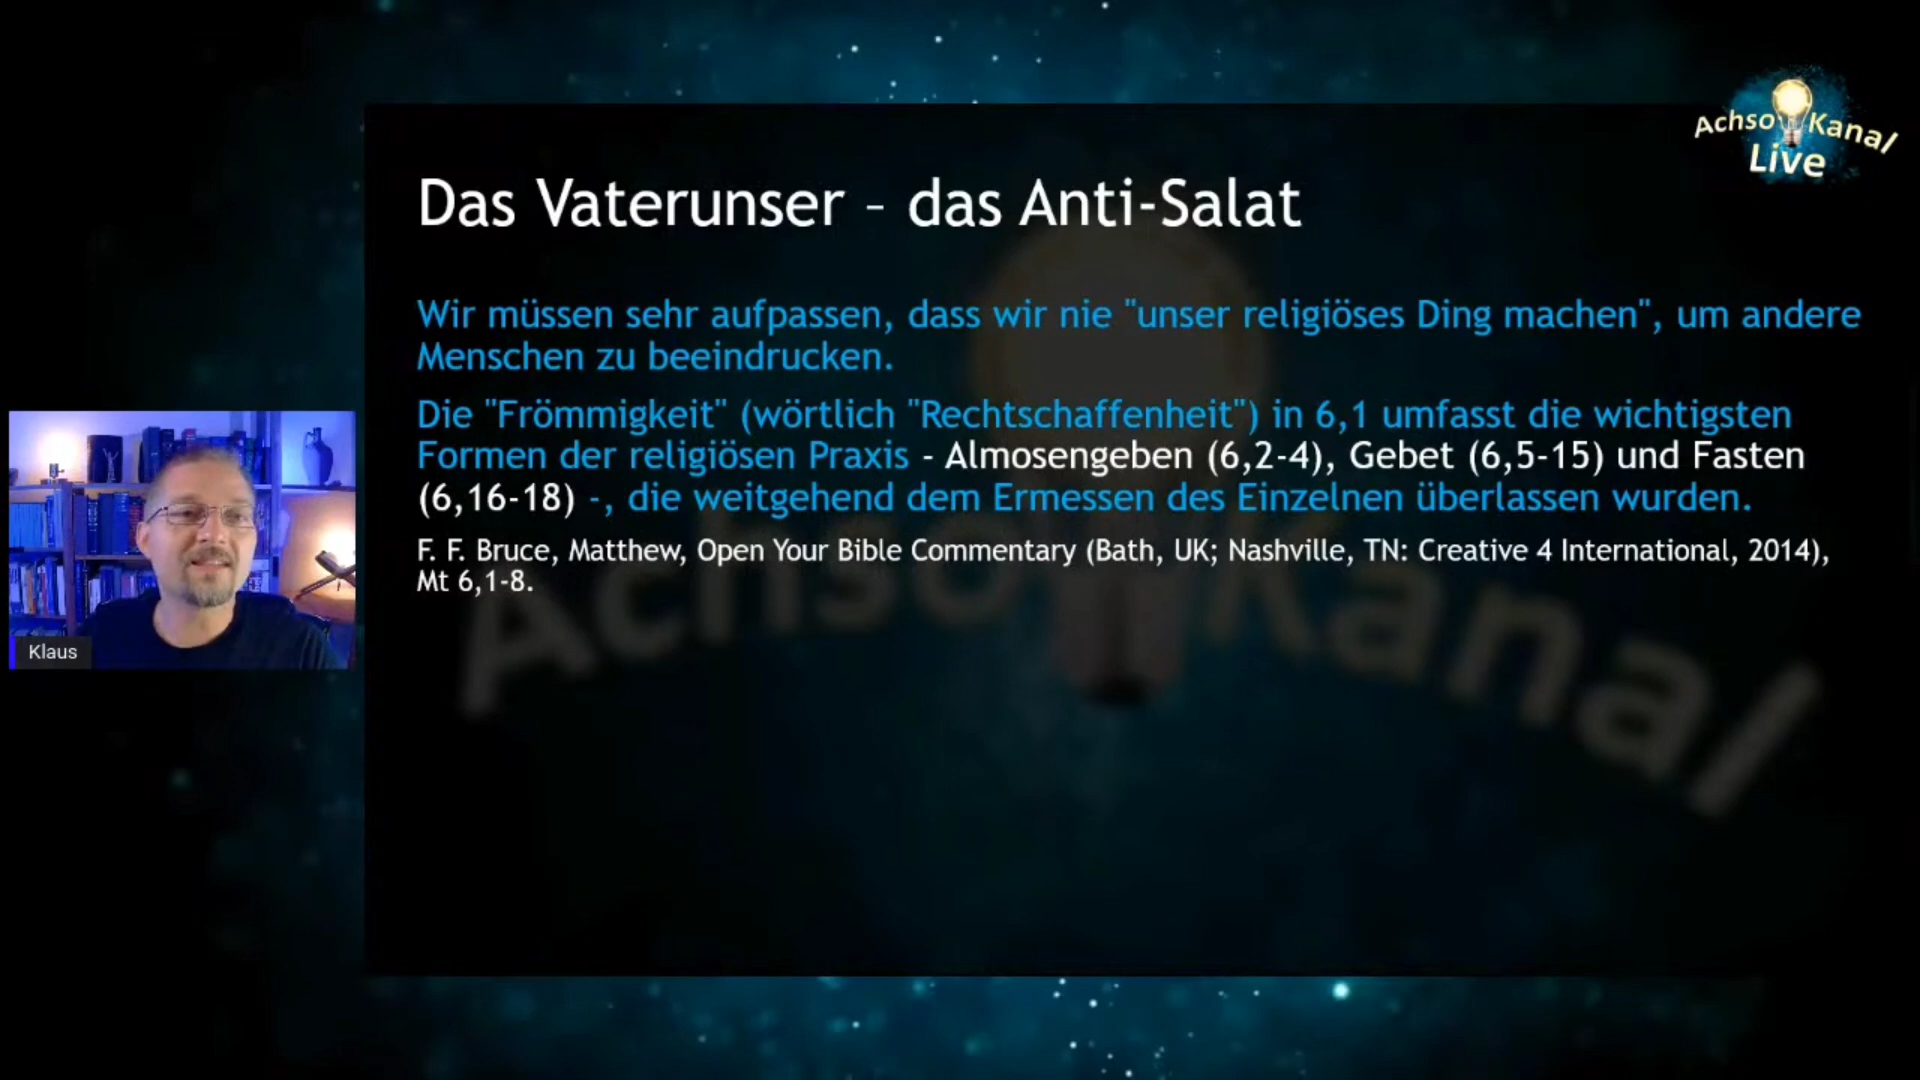 Achso Kanal
Live
Das Vaterunser – das Anti-Salat
Wir müssen sehr aufpassen, dass wir nie "unser religiöses Ding machen", um andere
Menschen zu beeindrucken.
Die "Frömmigkeit" (wörtlich "Rechtschaffenheit") in 6,1 umfasst die wichtigsten
Formen der religiösen Praxis - Almosengeben (6,2-4), Gebet (6,5-15) und Fasten
(6,16-18) -, die weitgehend dem Ermessen des Einzelnen überlassen wurden.
F. F. Bruce, Matthew, Open Your Bible Commentary (Bath, UK; Nashville, TN: Creative 4 International, 2014),
Mt 6,1-8.
Klaus
Achso Kanal